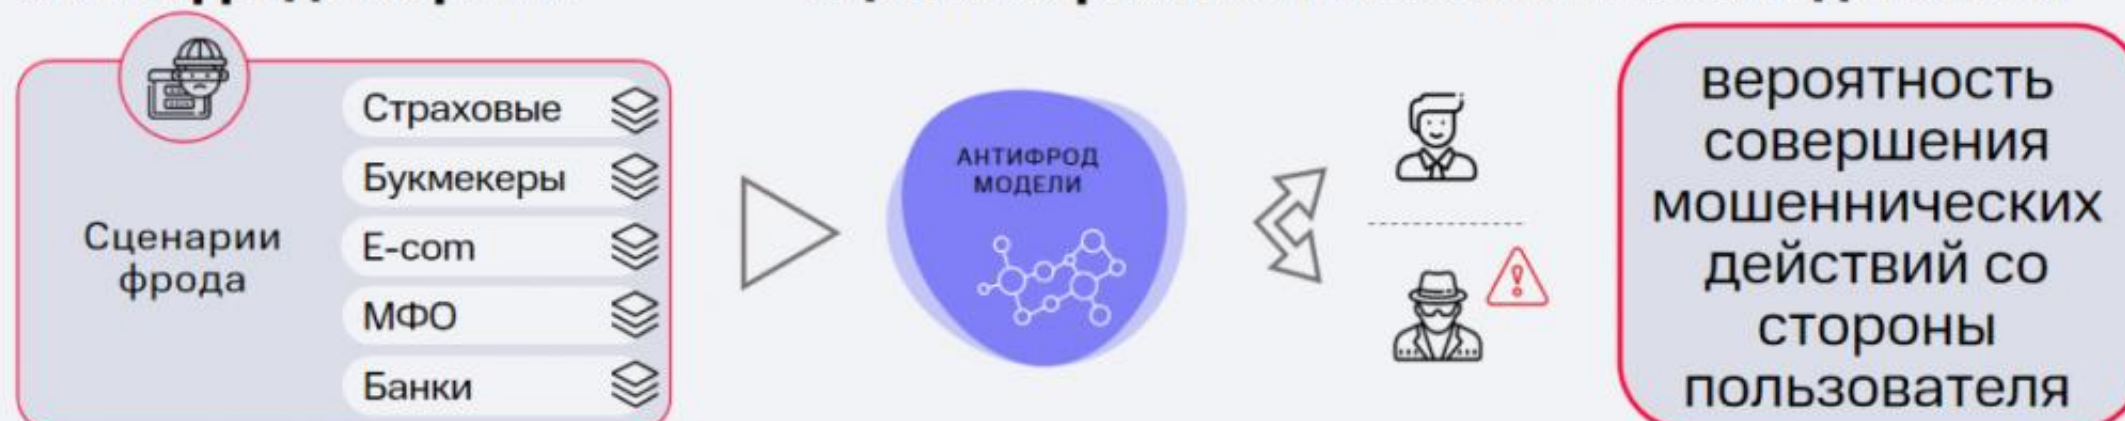 Сценарии
фрода
Страховые
Букмекеры
E-com
МФО
Банки
АНТИФРОД
МОДЕЛИ
вероятность
совершения
мошеннических
действий со
стороны
пользователя